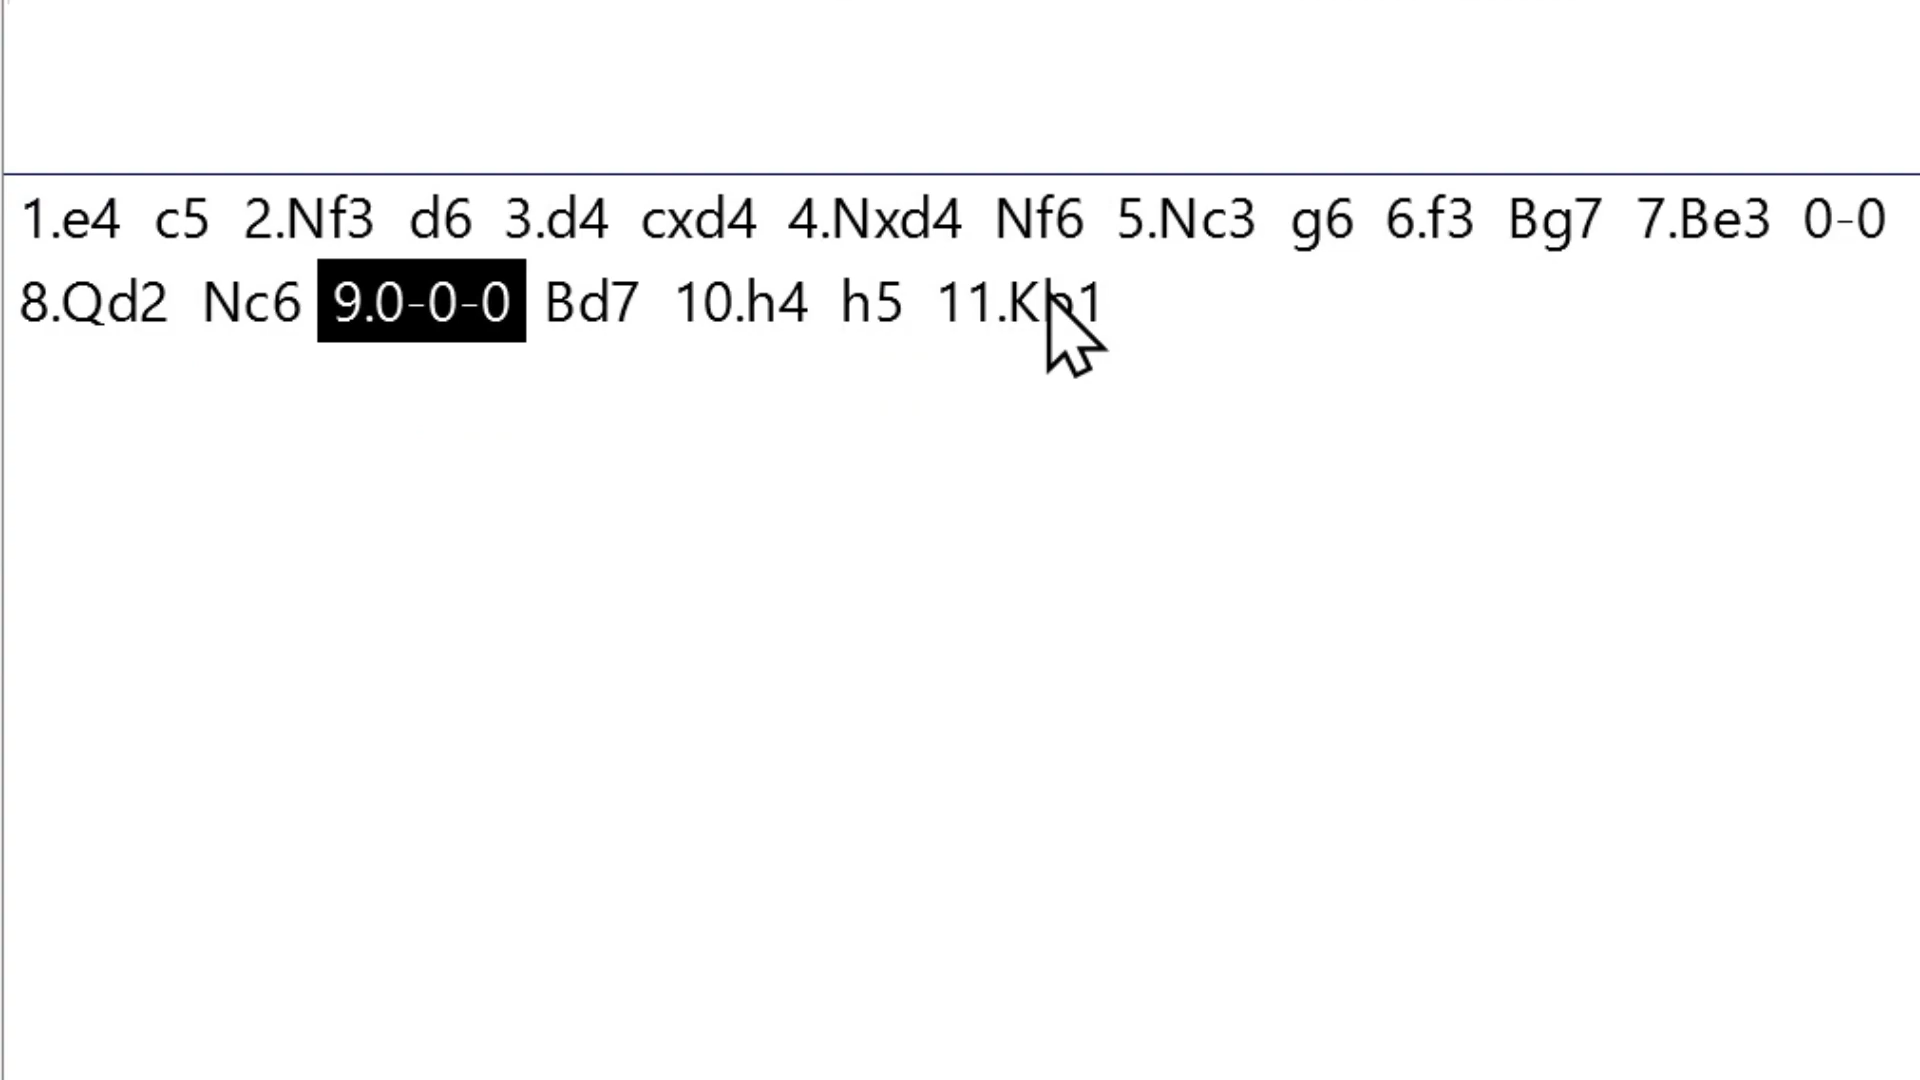 1.e4 c5 2.Nf3 d6 3.d4 cxd4 4.Nxd4 Nf6 5.Nc3 g6 6.f3 Bg7 7.Be3 0-0
8.Qd2 Nc6 9.0-0-0 Bd7 10.h4 h5 11.Kb1